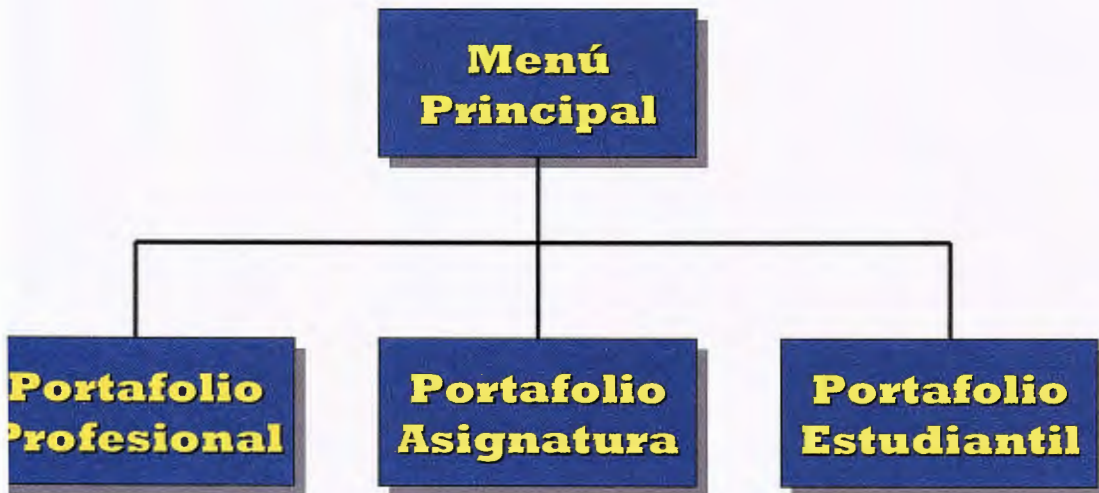 Menú
Principal
Portafolio
Profesional
Portafolio
Asignatura
Portafolio
Estudiantil